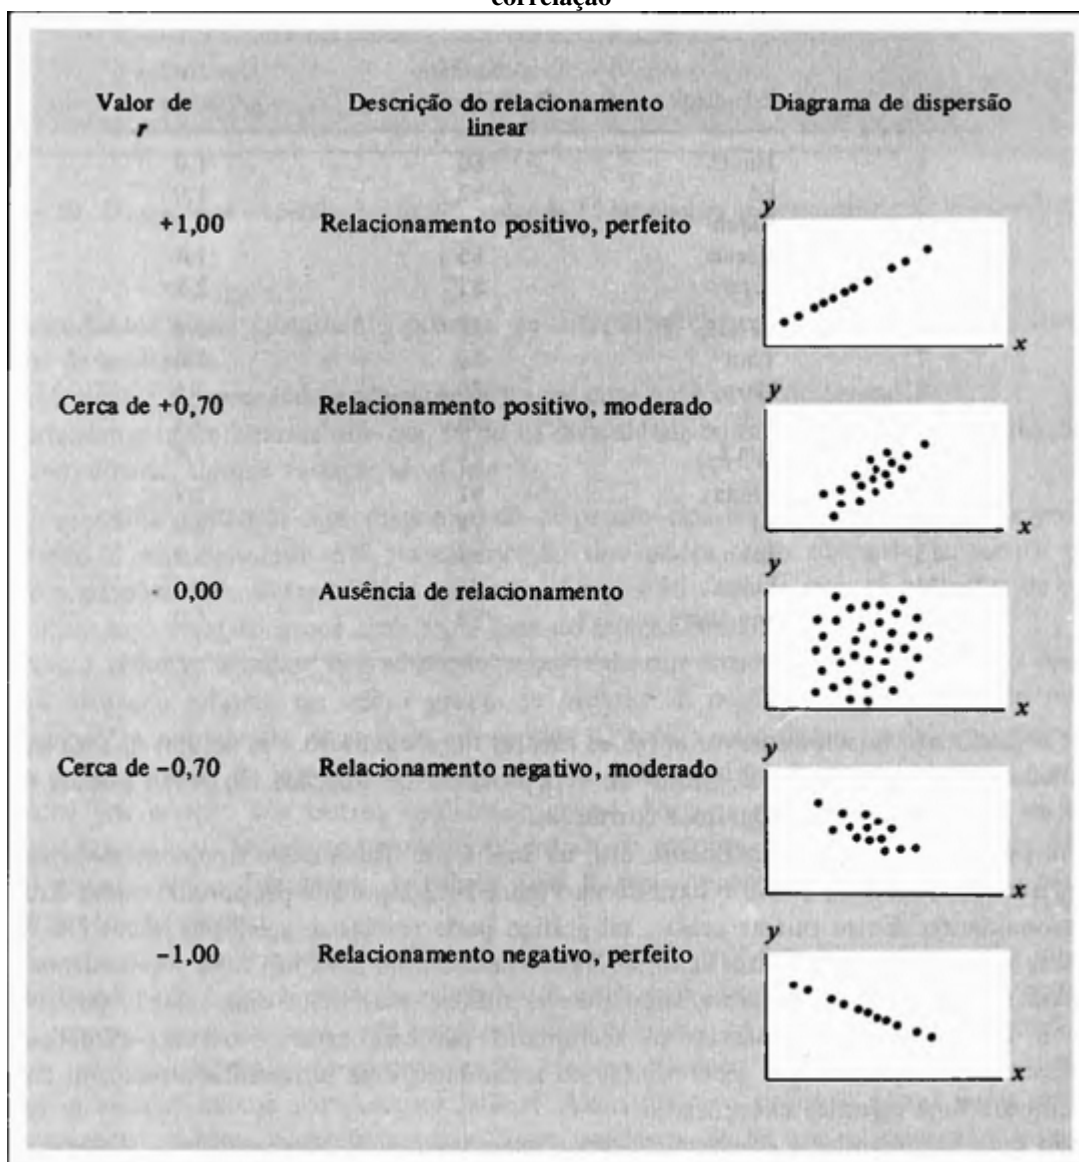 correlação
Valor de r
Descrição do relacionamento linear
Diagrama de dispersão
+1,00 Relacionamento positivo, perfeito
y
x
Cerca de +0,70 Relacionamento positivo, moderado
y
x
0,00 Ausência de relacionamento
y
x
Cerca de –0,70 Relacionamento negativo, moderado
y
x
–1,00 Relacionamento negativo, perfeito
y
x